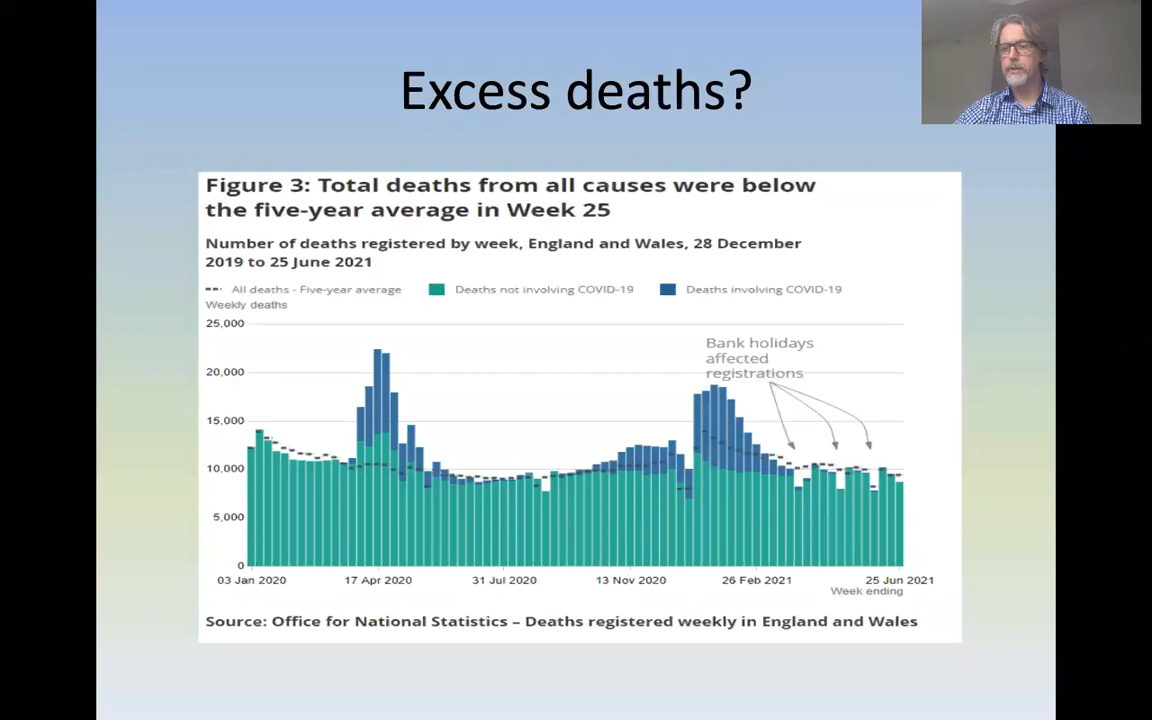 Excess deaths?
Figure 3: Total deaths from all causes were below
the five-year average in Week 25
Number of deaths registered by week, England and Wales, 28 December
2019 to 25 June 2021
All deaths - Five-year average
Deaths not involving COVID-19
Deaths involving COVID-19
Weekly deaths
25,000
Bank holidays
affected
registrations
20,000
15,000
10,000
5,000
0
03 Jan 2020
17 Apr 2020
31 Jul 2020
13 Nov 2020
26 Feb 2021
25 Jun 2021
Week ending
Source: Office for National Statistics – Deaths registered weekly in England and Wales